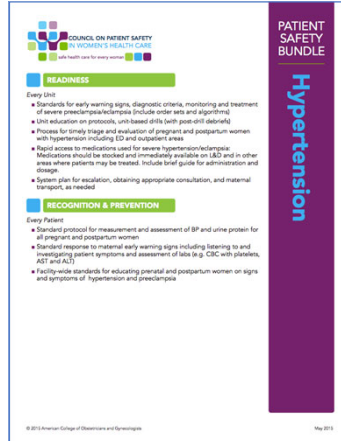 COUNCIL ON PATIENT SAFETY
IN WOMEN'S HEALTH CARE
safe health care for every woman
PATIENT
SAFETY
BUNDLE
Hypertension
READINESS
Every Unit
■ Standards for early warning signs, diagnostic criteria, monitoring and treatment
of severe preeclampsia/eclampsia (include order sets and algorithms)
■ Unit education on protocols, unit-based drills (with post-drill debriefs)
■ Process for timely triage and evaluation of pregnant and postpartum women
with hypertension including ED and outpatient areas
■ Rapid access to medications used for severe hypertension/eclampsia:
Medications should be stocked and immediately available on L&D and in other
areas where patients may be treated. Include brief guide for administration and
dosage.
■ System plan for escalation, obtaining appropriate consultation, and maternal
transport, as needed
RECOGNITION & PREVENTION
Every Patient
■ Standard protocol for measurement and assessment of BP and urine protein for
all pregnant and postpartum women
■ Standard response to maternal early warning signs including listening to and
investigating patient symptoms and assessment of labs (e.g. CBC with platelets,
AST and ALT)
■ Facility-wide standards for educating prenatal and postpartum women on signs
and symptoms of hypertension and preeclampsia
© 2015 American College of Obstetricians and Gynecologists
May 2015